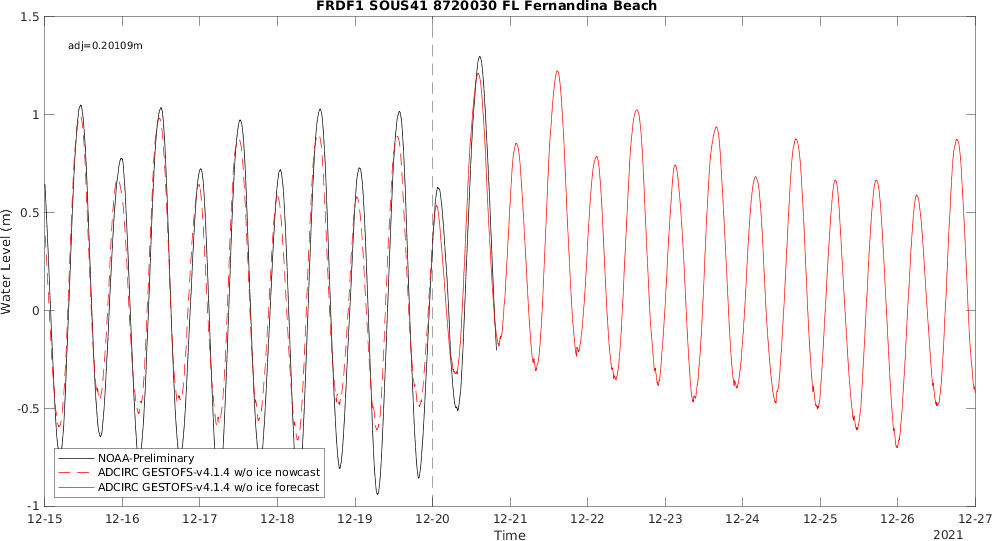 FRDF1 SOUS41 8720030 FL Fernandina Beach
1.5
adj=0.20109m
1
0.5
Water Level (m)
0
-0.5
NOAA-Preliminary
ADCIRC GESTOFS-v4.1.4 w/o ice nowcast
ADCIRC GESTOFS-v4.1.4 w/o ice forecast
-1
12-15 12-16 12-17 12-18 12-19 12-20 12-21 12-22 12-23 12-24 12-25 12-26 12-27
Time
2021